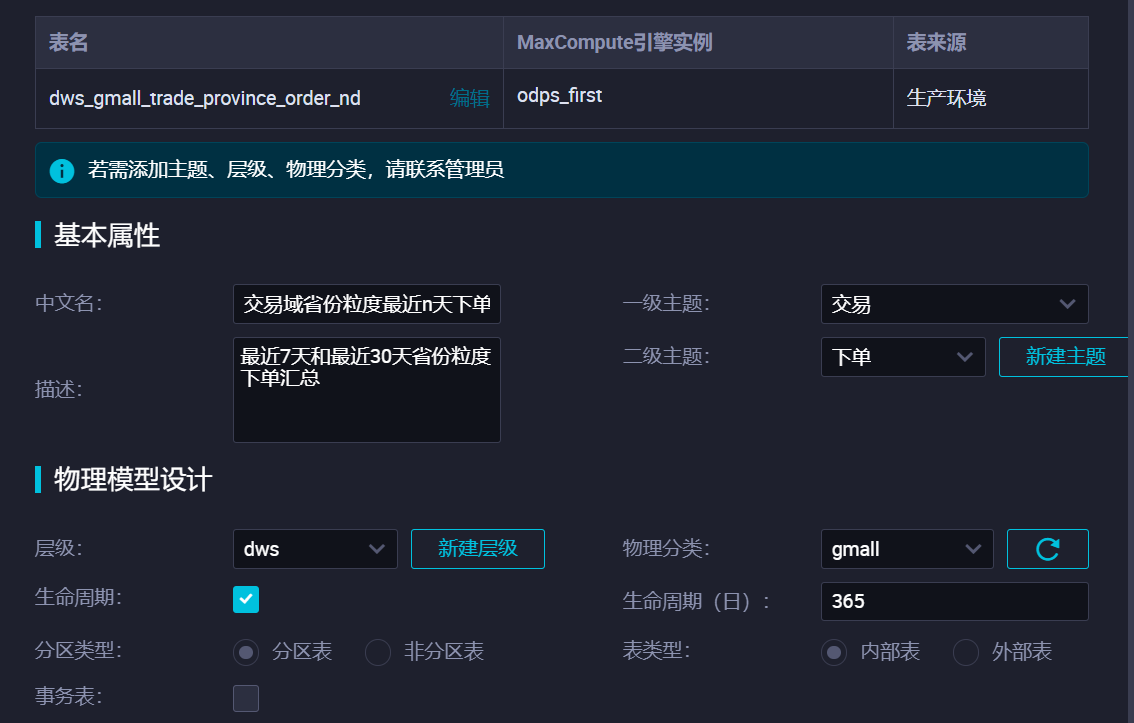 表名 MaxCompute引擎实例 表来源
dws_gmall_trade_province_order_nd 编辑 odps_first 生产环境
若需添加主题、层级、物理分类，请联系管理员
基本属性
中文名： 交易域省份粒度最近n天下单 一级主题： 交易
描述： 最近7天和最近30天省份粒度 二级主题： 下单 新建主题
下单汇总
物理模型设计
层级： dws 新建层级 物理分类： gmall
生命周期： 生命周期（日）： 365
分区类型： 分区表 非分区表 表类型： 内部表 外部表
事务表：